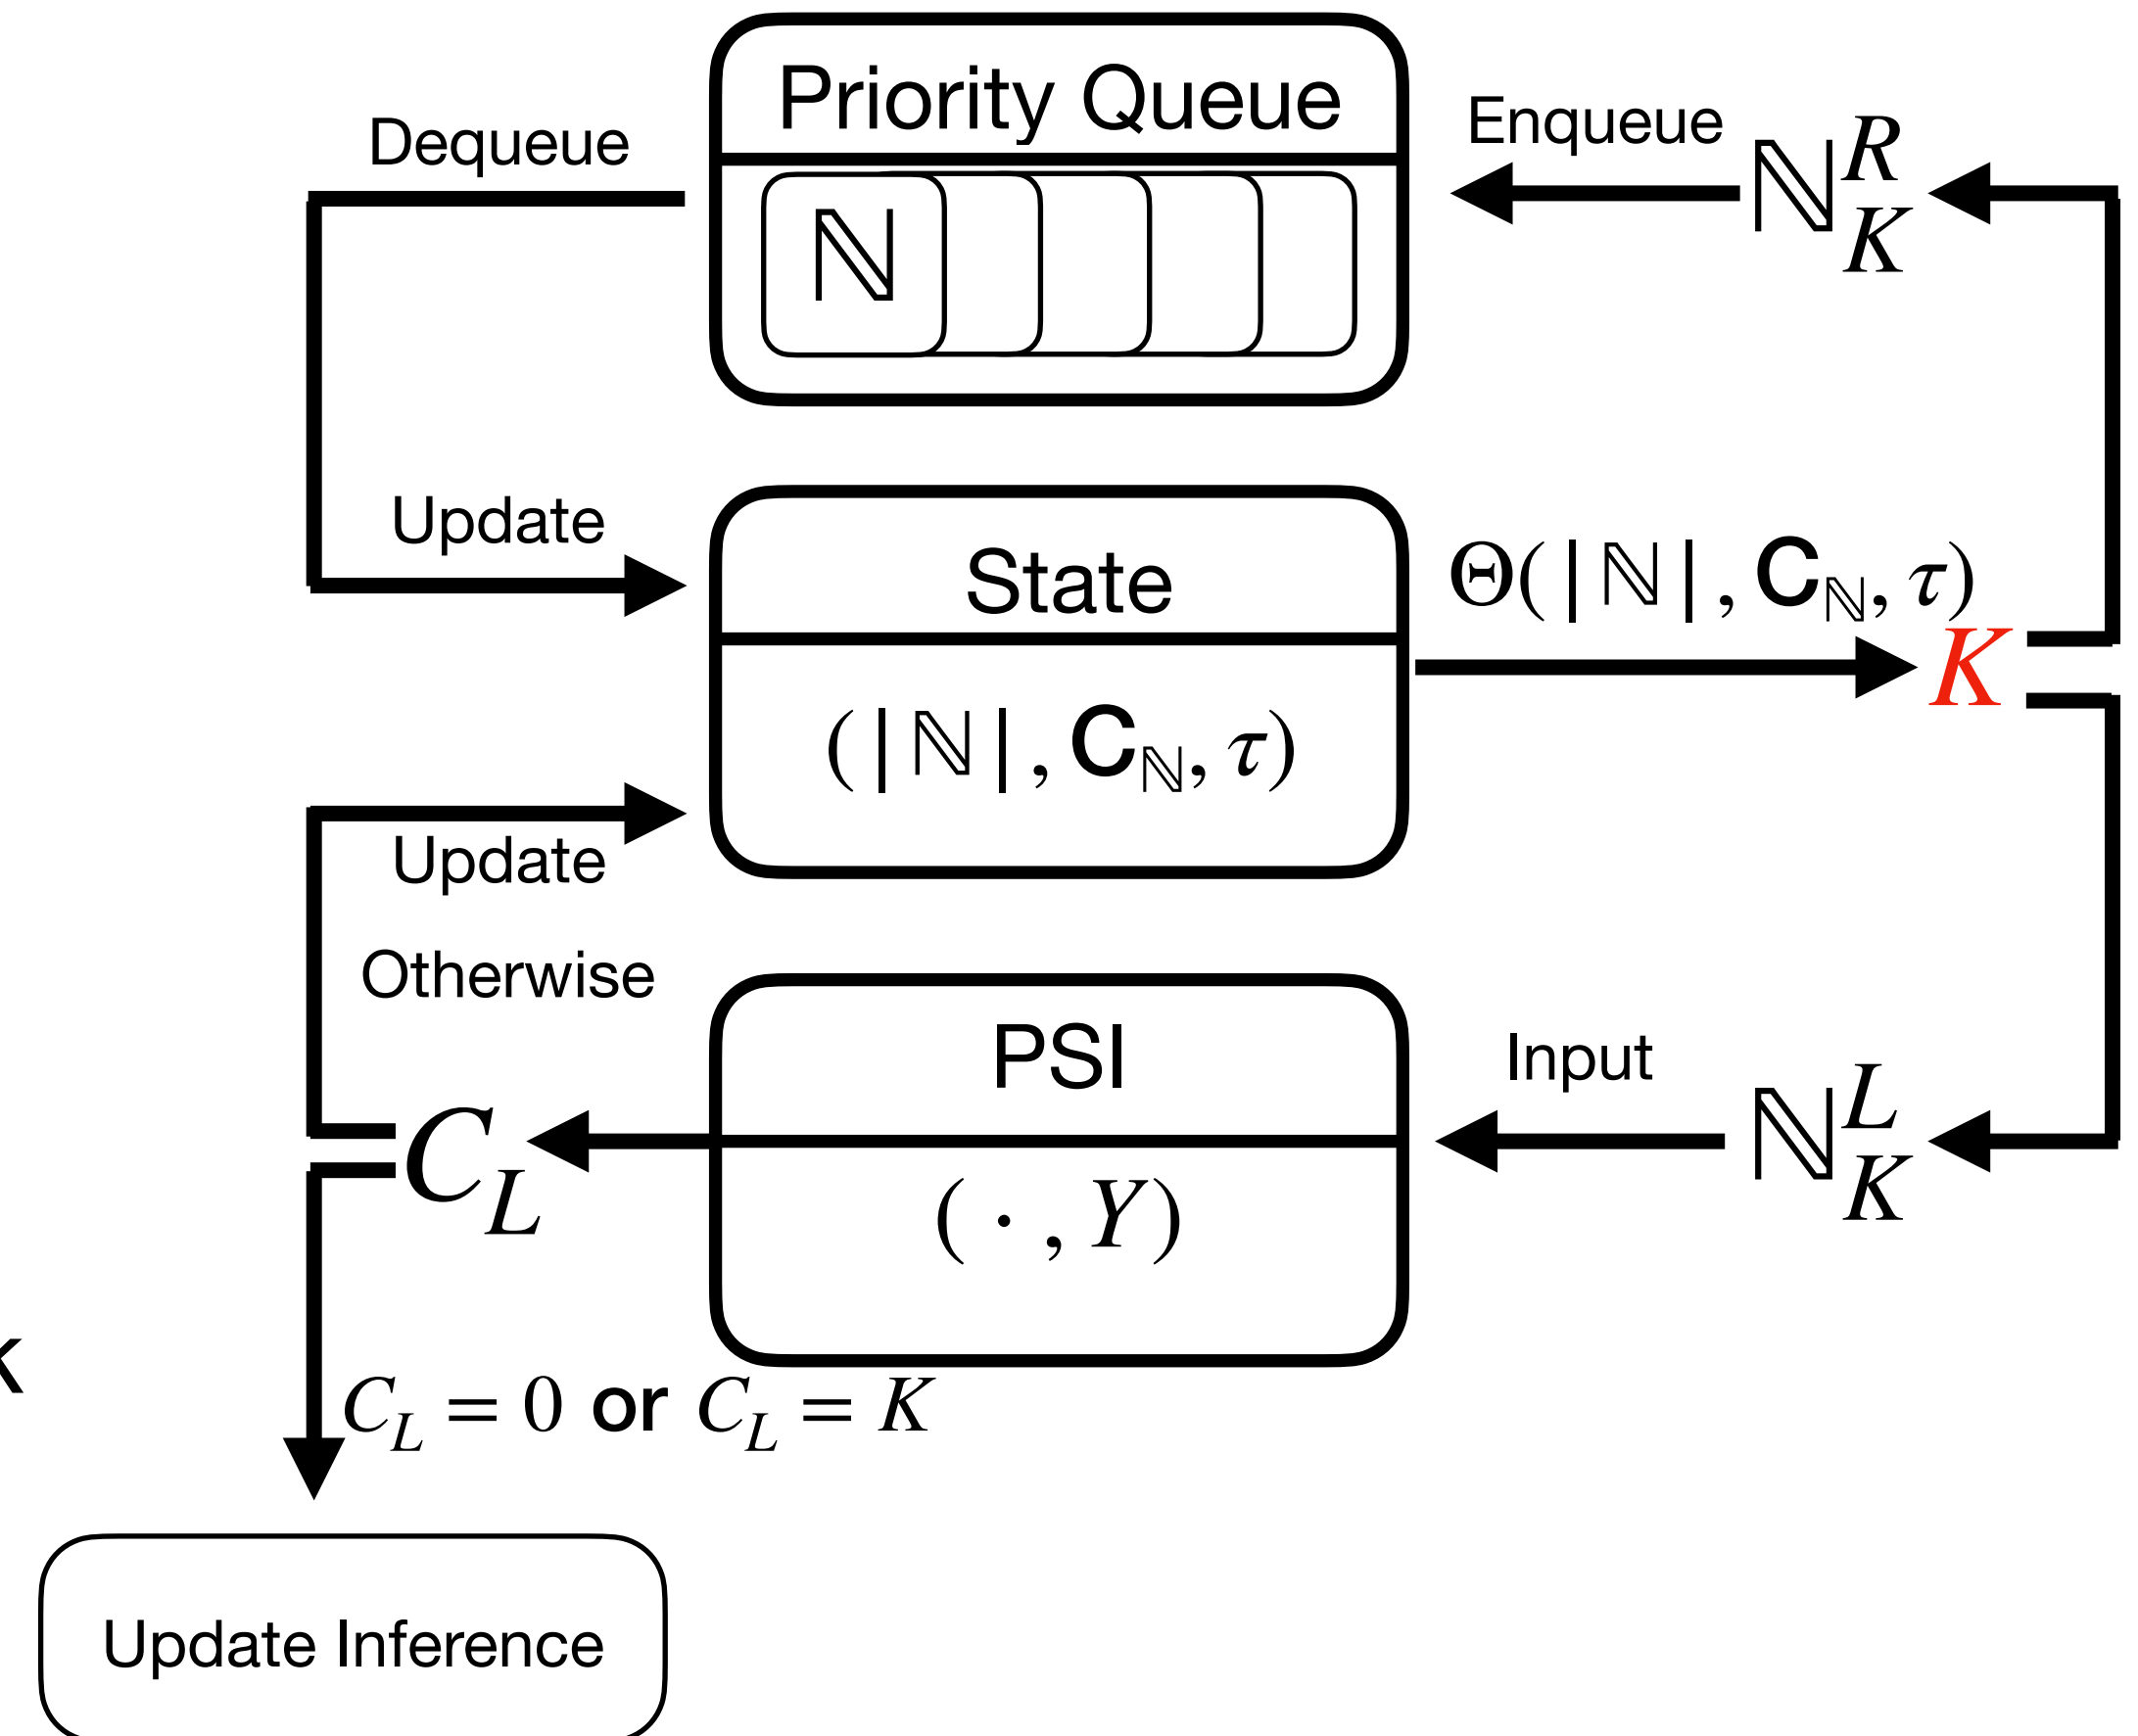 Priority Queue
Dequeue
Enqueue
ℕ
ℕ^R_K
Update
State
Θ(|ℕ|, C_ℕ, τ)
K
(|ℕ|, C_ℕ, τ)
Update
Otherwise
PSI
Input
C_L
ℕ^L_K
(·, Y)
K
C_L = 0 or C_L = K
Update Inference